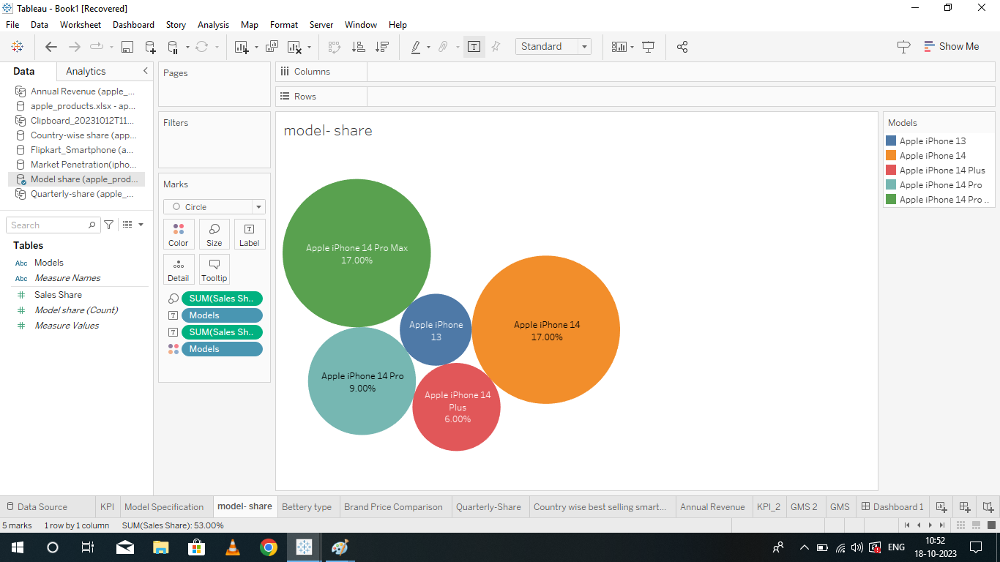 Tableau - Book1 [Recovered]
File Data Worksheet Dashboard Story Analysis Map Format Server Window Help
Standard
Show Me
Data Analytics
Annual Revenue (apple_...
apple_products.xlsx - ap...
Clipboard_20231012T11...
Country-wise share (app...
Flipkart_Smartphone (a...
Market Penetration(ipho...
Model share (apple_prod...
Quarterly-share (apple_...
Search
Tables
Abc Models
Abc Measure Names
Sales Share
Model share (Count)
Measure Values
Pages
Filters
Marks
Circle
Color Size Label
Detail Tooltip
SUM(Sales Sh..
Models
SUM(Sales Sh..
Models
Columns
Rows
model- share
Apple iPhone 14 Pro Max
17.00%
Apple iPhone
13
Apple iPhone 14
17.00%
Apple iPhone 14 Pro
9.00%
Apple iPhone 14
Plus
6.00%
Models
Apple iPhone 13
Apple iPhone 14
Apple iPhone 14 Plus
Apple iPhone 14 Pro
Apple iPhone 14 Pro ..
Data Source KPI Model Specification model- share Bettery type Brand Price Comparison Quarterly-Share Country wise best selling smart... Annual Revenue KPI_2 GMS 2 GMS Dashboard 1
5 marks 1 row by 1 column SUM(Sales Share): 53.00%
ENG
10:52
18-10-2023